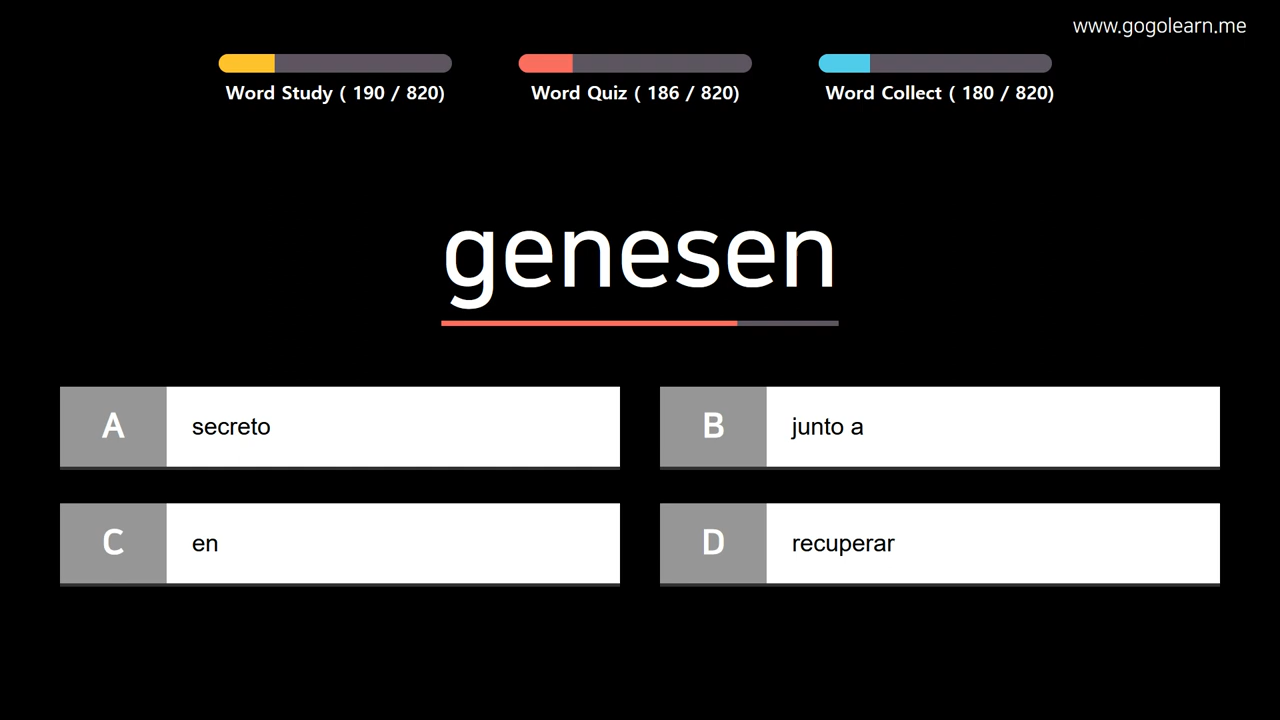 www.gogolearn.me
Word Study ( 190 / 820)
Word Quiz ( 186 / 820)
Word Collect ( 180 / 820)
genesen
A secreto
B junto a
C en
D recuperar